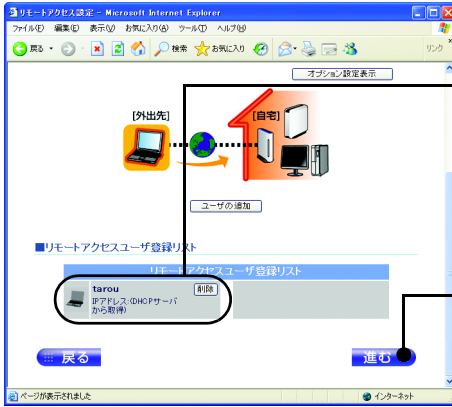 リモートアクセス設定 - Microsoft Internet Explorer
ファイル(F) 編集(E) 表示(V) お気に入り(A) ツール(T) ヘルプ(H)
戻る 検索 お気に入り リンク
オプション設定表示
[外出先] [自宅]
ユーザの追加
■リモートアクセスユーザ登録リスト
リモートアクセスユーザ登録リスト
tarou 削除
IPアドレス:(DHCPサーバ
から取得)
戻る 進む
ページが表示されました インターネット